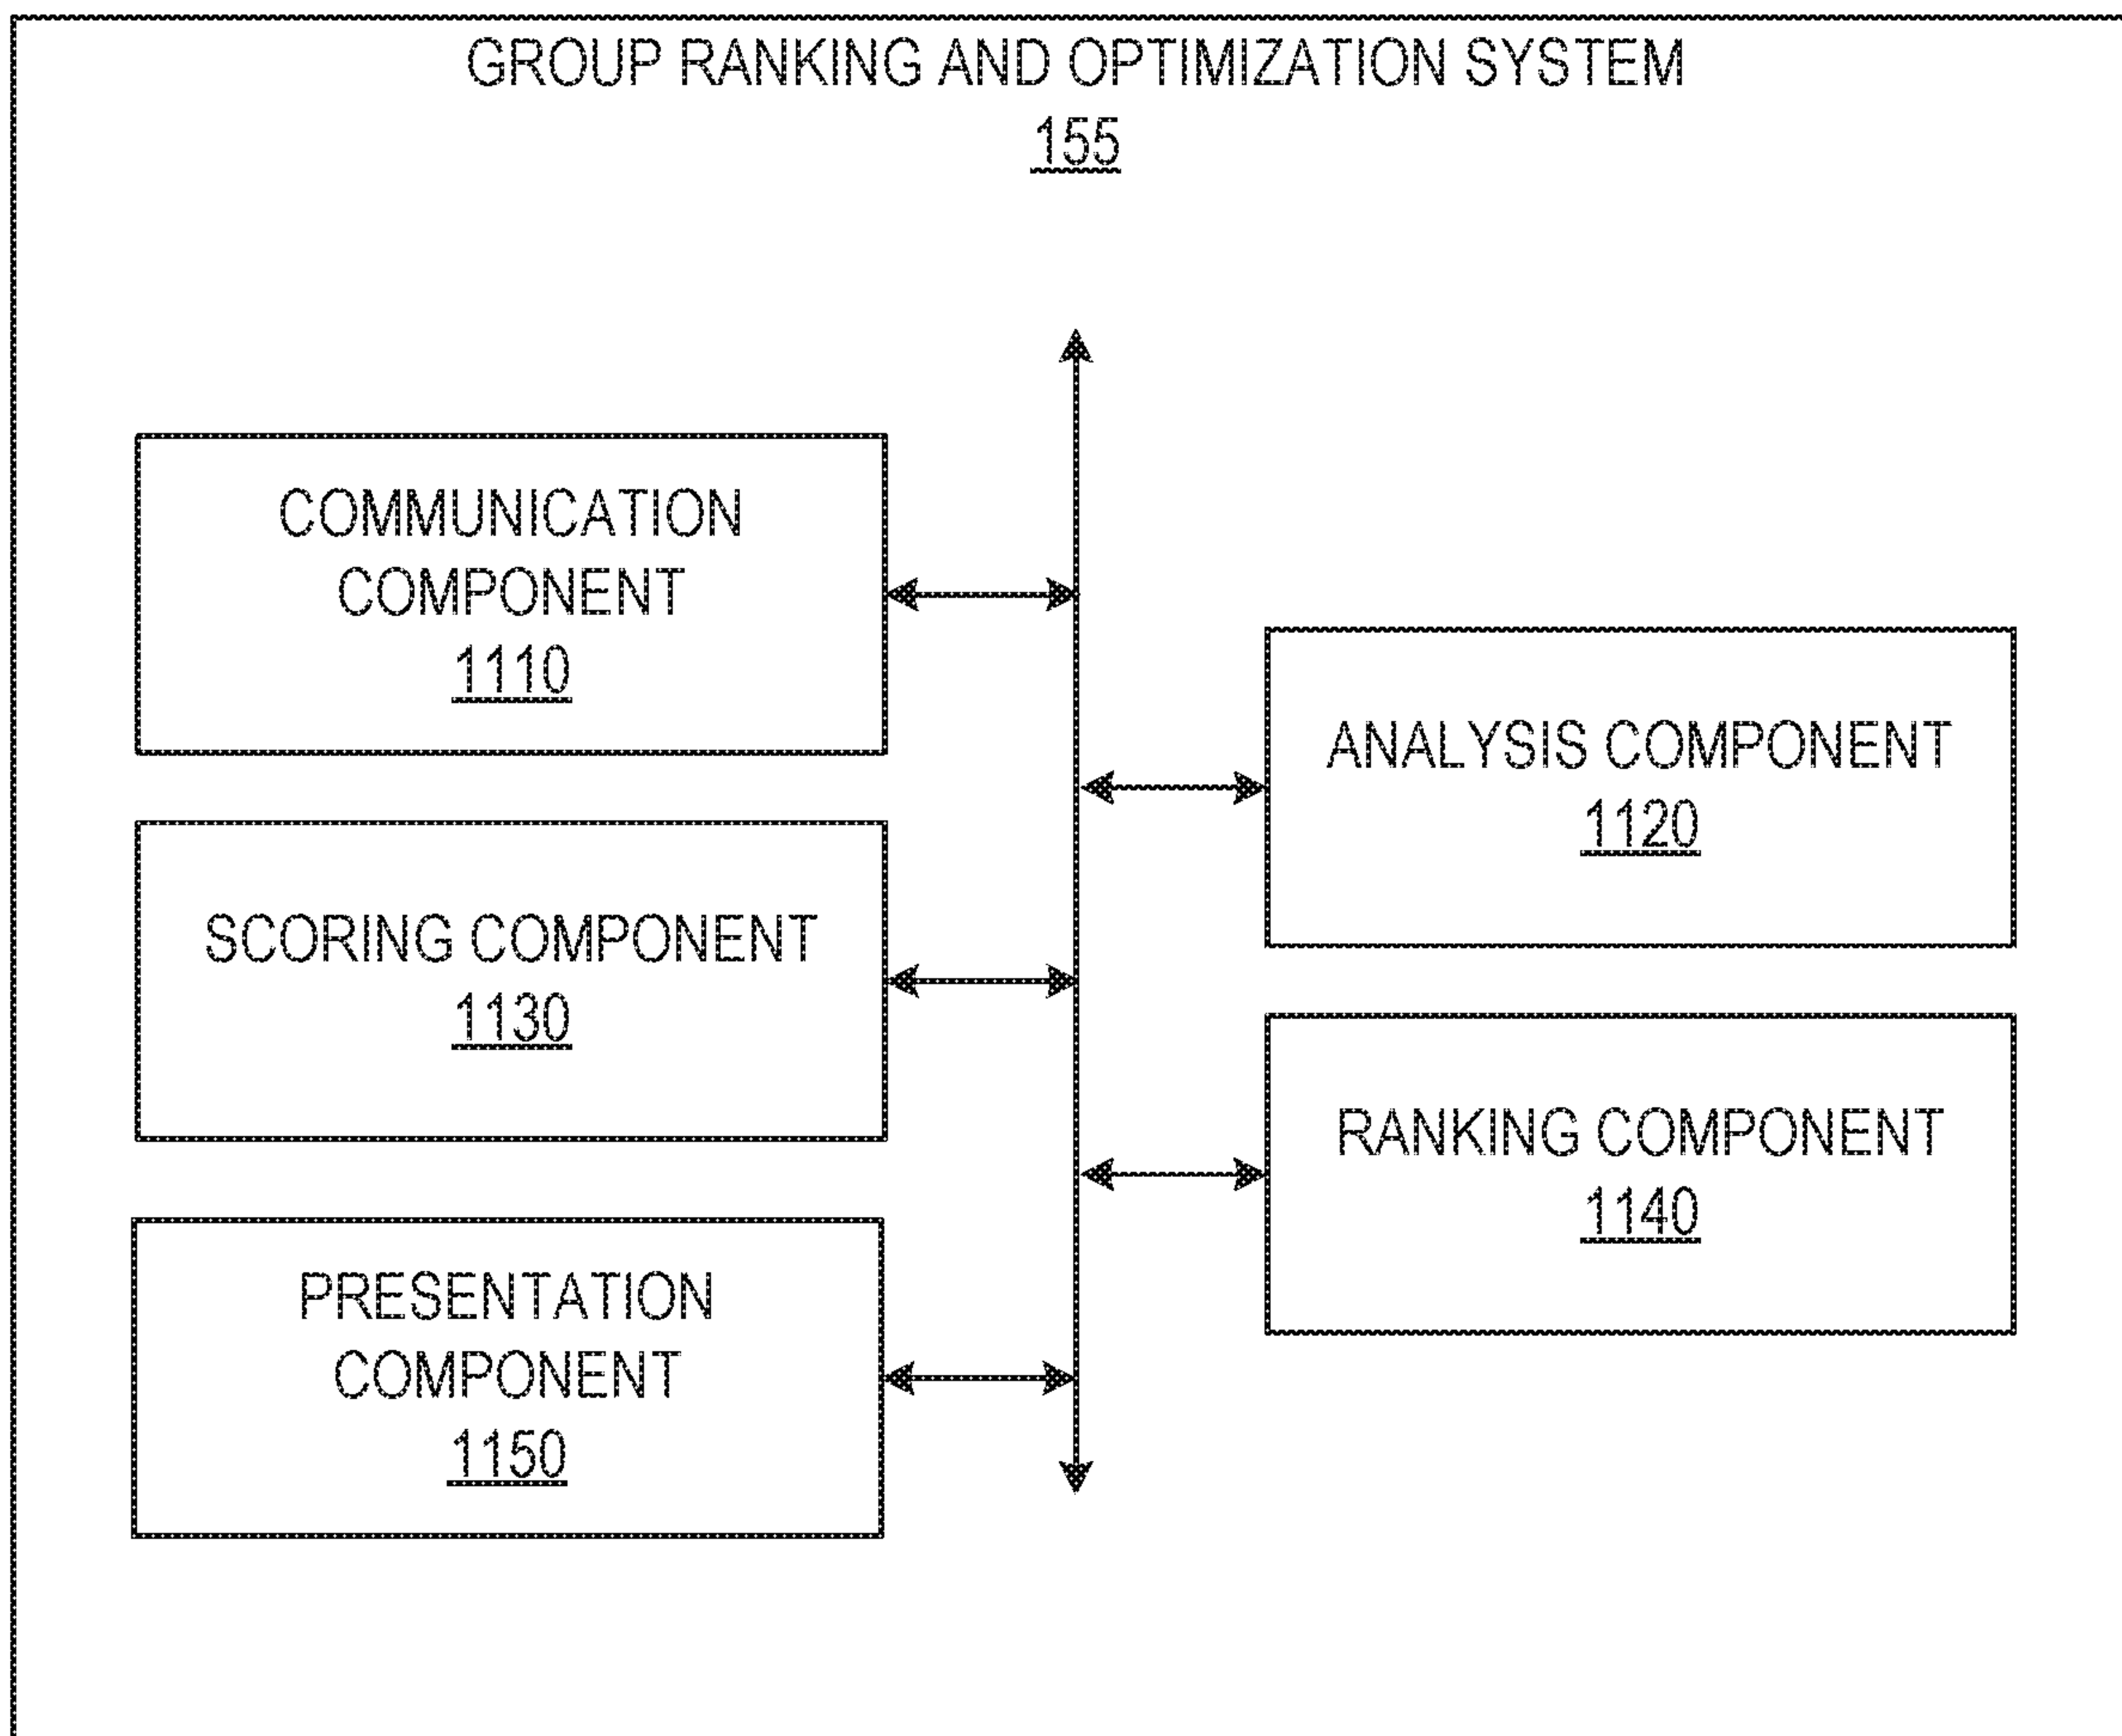 GROUP RANKING AND OPTIMIZATION SYSTEM
155
COMMUNICATION
COMPONENT
1110
ANALYSIS COMPONENT
1120
SCORING COMPONENT
1130
RANKING COMPONENT
1140
PRESENTATION
COMPONENT
1150